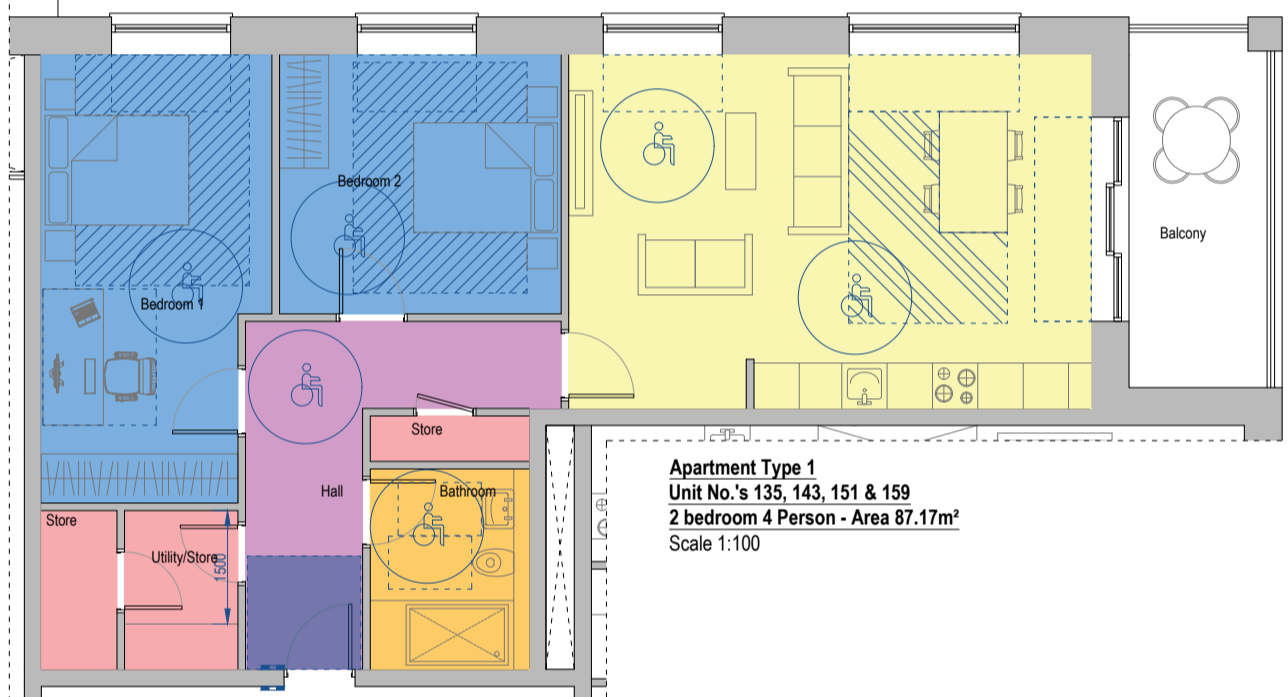 Bedroom 2
Balcony
Bedroom 1
Store
Hall
Bathroom
Store
Utility/Store
1500
Apartment Type 1
Unit No.'s 135, 143, 151 & 159
2 bedroom 4 Person - Area 87.17m²
Scale 1:100